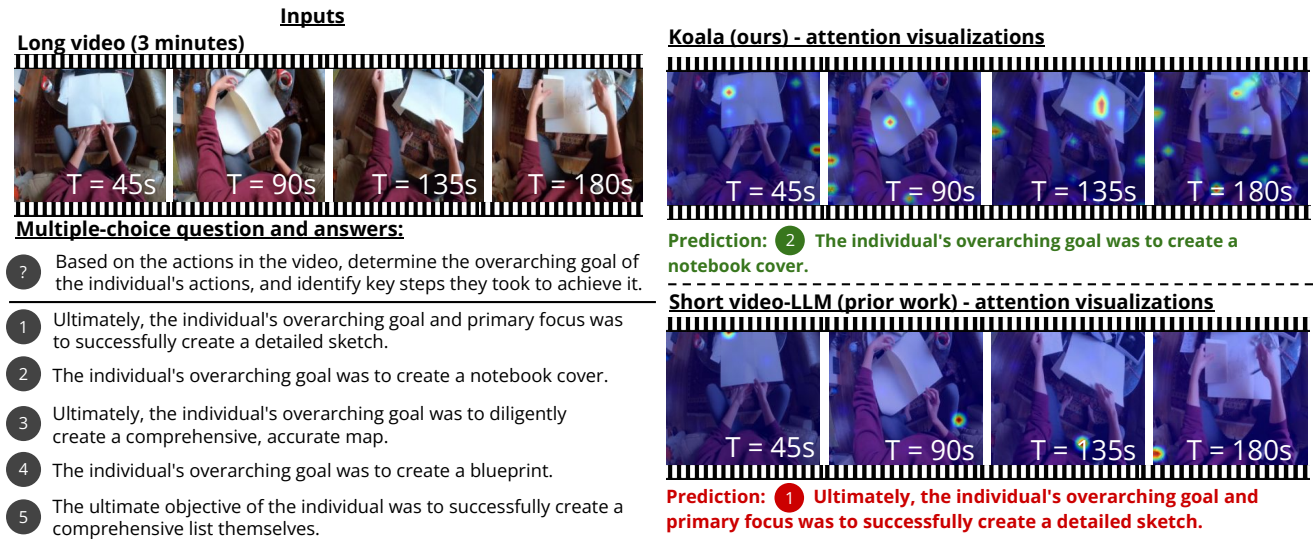 Inputs
Long video (3 minutes)
T = 45s
T = 90s
T = 135s
T = 180s
Multiple-choice question and answers:
? Based on the actions in the video, determine the overarching goal of
the individual's actions, and identify key steps they took to achieve it.
1 Ultimately, the individual's overarching goal and primary focus was
to successfully create a detailed sketch.
2 The individual's overarching goal was to create a notebook cover.
3 Ultimately, the individual's overarching goal was to diligently
create a comprehensive, accurate map.
4 The individual's overarching goal was to create a blueprint.
5 The ultimate objective of the individual was to successfully create a
comprehensive list themselves.
Koala (ours) - attention visualizations
T = 45s
T = 90s
T = 135s
T = 180s
Prediction: 2 The individual's overarching goal was to create a
notebook cover.
Short video-LLM (prior work) - attention visualizations
T = 45s
T = 90s
T = 135s
T = 180s
Prediction: 1 Ultimately, the individual's overarching goal and
primary focus was to successfully create a detailed sketch.